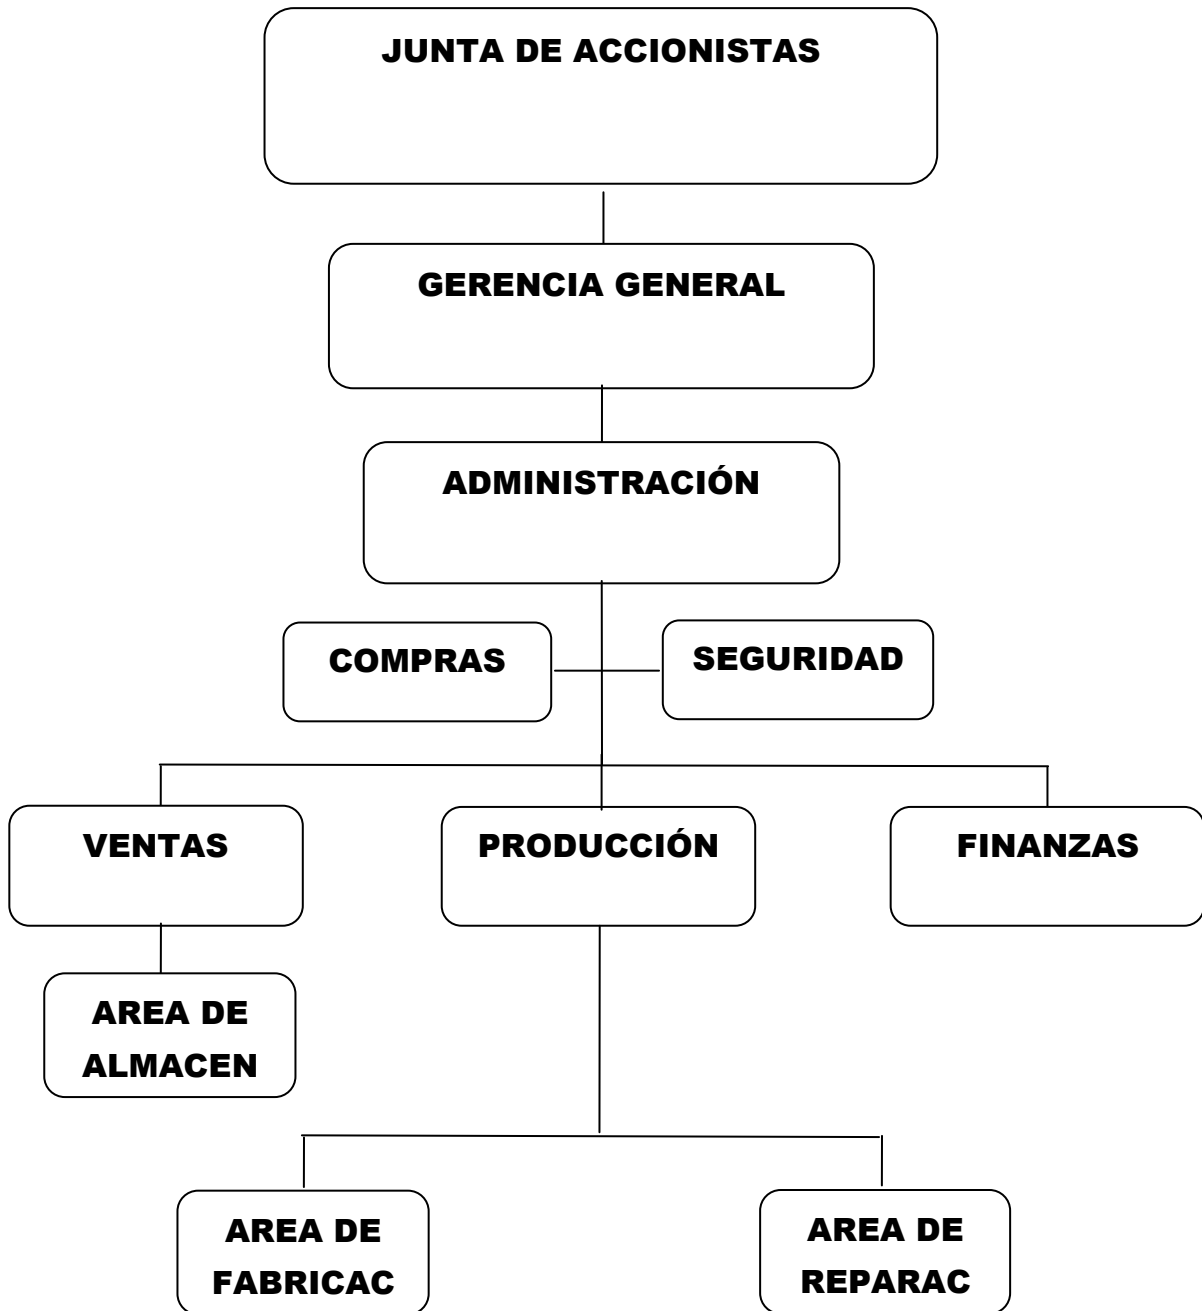 JUNTA DE ACCIONISTAS
GERENCIA GENERAL
ADMINISTRACIÓN
COMPRAS
SEGURIDAD
VENTAS
PRODUCCIÓN
FINANZAS
AREA DE
ALMACEN
AREA DE
FABRICAC
AREA DE
REPARAC